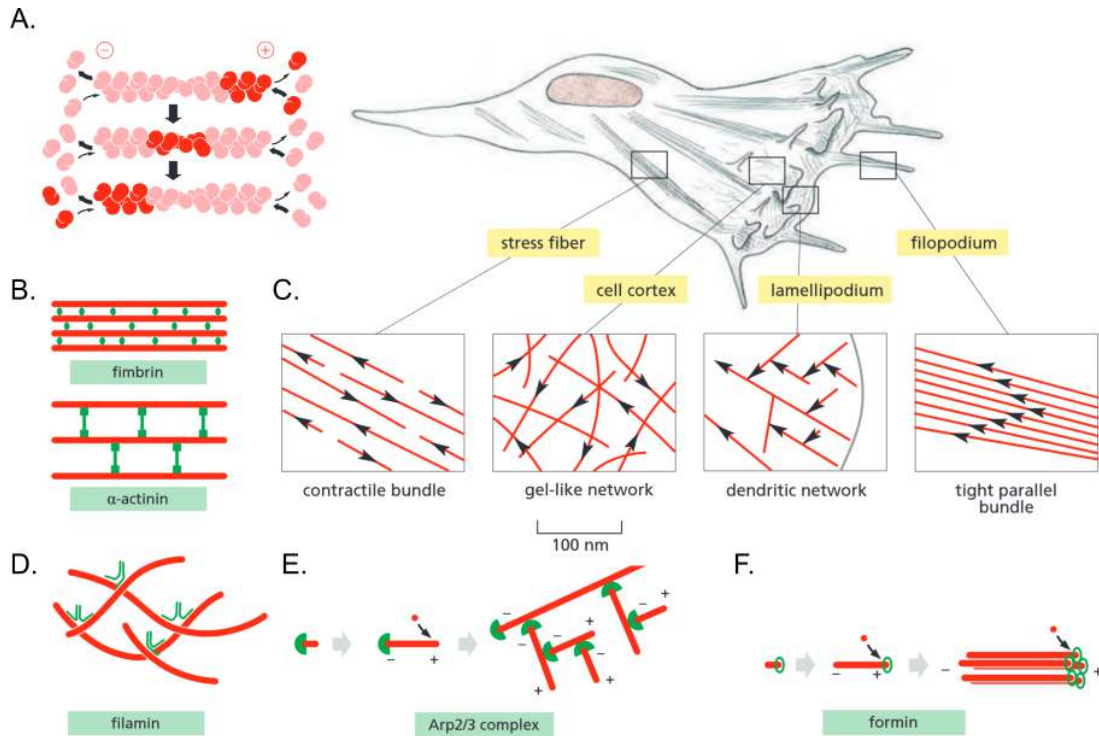 A.
− +
stress fiber
filopodium
cell cortex
lamellipodium
B.
C.
fimbrin
α-actinin
contractile bundle
gel-like network
dendritic network
tight parallel
bundle
100 nm
D.
E.
F.
− + − − − − + + +
− + − +
filamin
Arp2/3 complex
formin